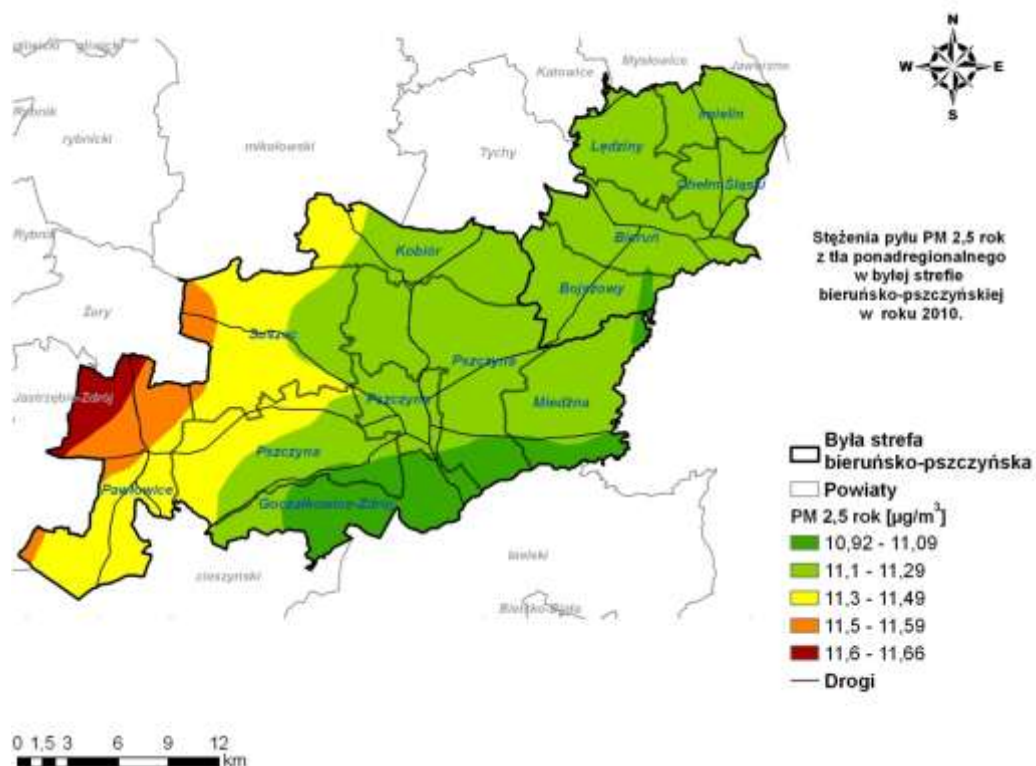 N
W E
S
gliwicki gliwicki
Mysłowice
Jaworzno
Katowice
Rybnik
rybnicki
mikołowski
Tychy
Imielin
Lędziny
Chełm Śląski
Rybnik
Kobiór
Bieruń
Bojszowy
Żory
Suszec
Pszczyna
Jastrzębie-Zdrój
Pszczyna
Miedźna
Pszczyna
Pawłowice
Goczałkowice-Zdrój
cieszyński
bielski
Bielsko-Biała
Stężenia pyłu PM 2,5 rok
z tła ponadregionalnego
w byłej strefie
bieruńsko-pszczyńskiej
w roku 2010.
Była strefa
bieruńsko-pszczyńska
Powiaty
PM 2,5 rok [µg/m³]
10,92 - 11,09
11,1 - 11,29
11,3 - 11,49
11,5 - 11,59
11,6 - 11,66
Drogi
0 1,5 3 6 9 12
km